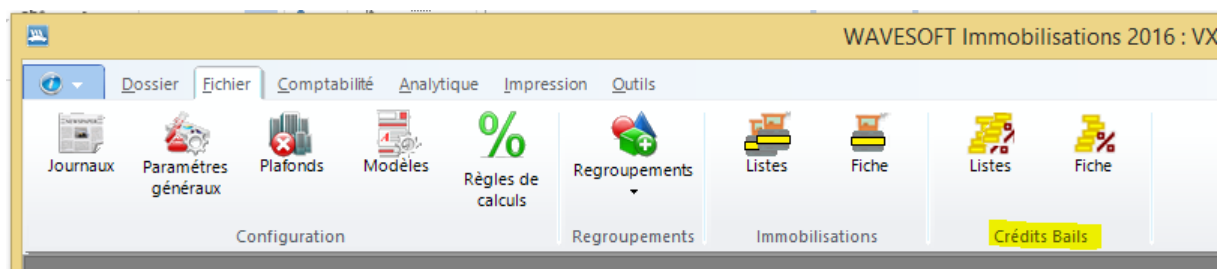 WAVESOFT Immobilisations 2016 : VX
Dossier Fichier Comptabilité Analytique Impression Outils
Journaux Paramétres généraux Plafonds Modèles Règles de calculs Regroupements Listes Fiche Listes Fiche
Configuration Regroupements Immobilisations Crédits Bails